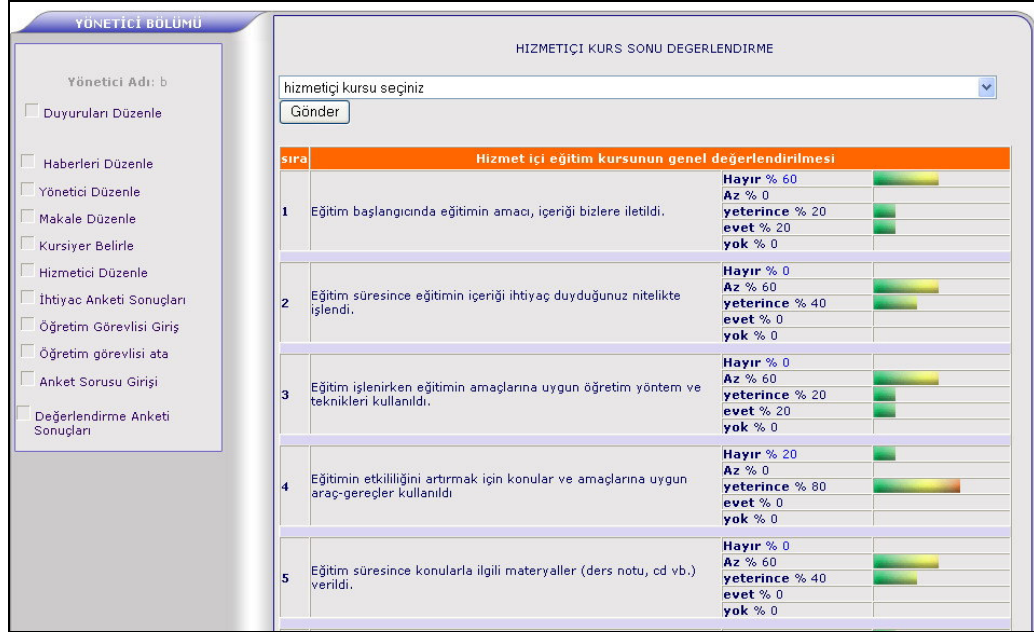 YÖNETİCİ BÖLÜMÜ
Yönetici Adı: b
Duyuruları Düzenle
Haberleri Düzenle
Yönetici Düzenle
Makale Düzenle
Kursiyer Belirle
Hizmetici Düzenle
İhtiyac Anketi Sonuçları
Öğretim Görevlisi Giriş
Öğretim görevlisi ata
Anket Sorusu Girişi
Değerlendirme Anketi
Sonuçları
HIZMETIÇI KURS SONU DEGERLENDIRME
hizmetiçi kursu seçiniz
Gönder
sıra Hizmet içi eğitim kursunun genel değerlendirilmesi
1
Eğitim başlangıcında eğitimin amacı, içeriği bizlere iletildi.
Hayır % 60
Az % 0
yeterince % 20
evet % 20
yok % 0
2
Eğitim süresince eğitimin içeriği ihtiyaç duyduğunuz nitelikte
işlendi.
Hayır % 0
Az % 60
yeterince % 40
evet % 0
yok % 0
3
Eğitim işlenirken eğitimin amaçlarına uygun öğretim yöntem ve
teknikleri kullanıldı.
Hayır % 0
Az % 60
yeterince % 20
evet % 20
yok % 0
4
Eğitimin etkililiğini artırmak için konular ve amaçlarına uygun
araç-gereçler kullanıldı
Hayır % 20
Az % 0
yeterince % 80
evet % 0
yok % 0
5
Eğitim süresince konularla ilgili materyaller (ders notu, cd vb.)
verildi.
Hayır % 0
Az % 60
yeterince % 40
evet % 0
yok % 0